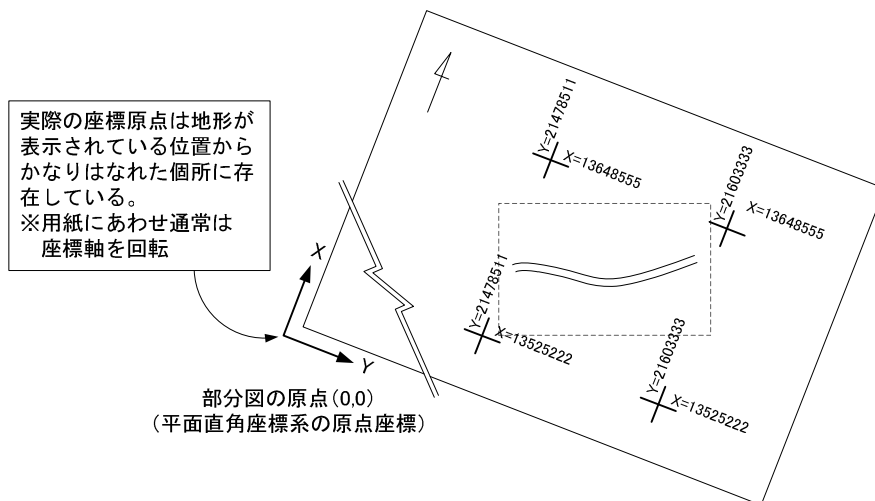 実際の座標原点は地形が
表示されている位置から
かなりはなれた個所に存
在している。
※用紙にあわせ通常は
座標軸を回転
X
Y
部分図の原点(0,0)
(平面直角座標系の原点座標)
Y=21478511
X=13648555
Y=21603333
X=13648555
Y=21478511
X=13525222
Y=21603333
X=13525222